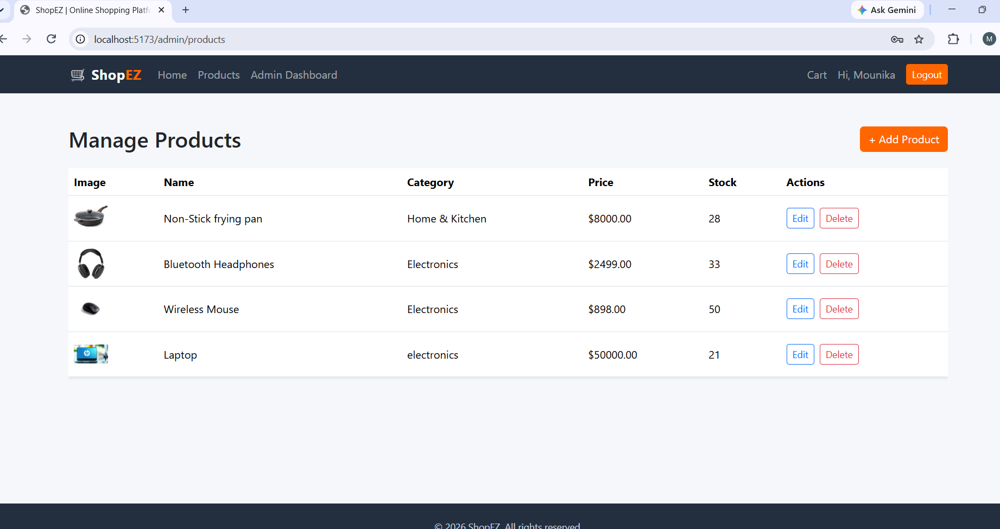 ShopEZ | Online Shopping Platf
Ask Gemini
localhost:5173/admin/products
M
ShopEZ Home Products Admin Dashboard Cart Hi, Mounika Logout
Manage Products + Add Product
Image Name Category Price Stock Actions
Non-Stick frying pan Home & Kitchen $8000.00 28 Edit Delete
Bluetooth Headphones Electronics $2499.00 33 Edit Delete
Wireless Mouse Electronics $898.00 50 Edit Delete
hp Laptop electronics $50000.00 21 Edit Delete
© 2026 ShopEZ. All rights reserved